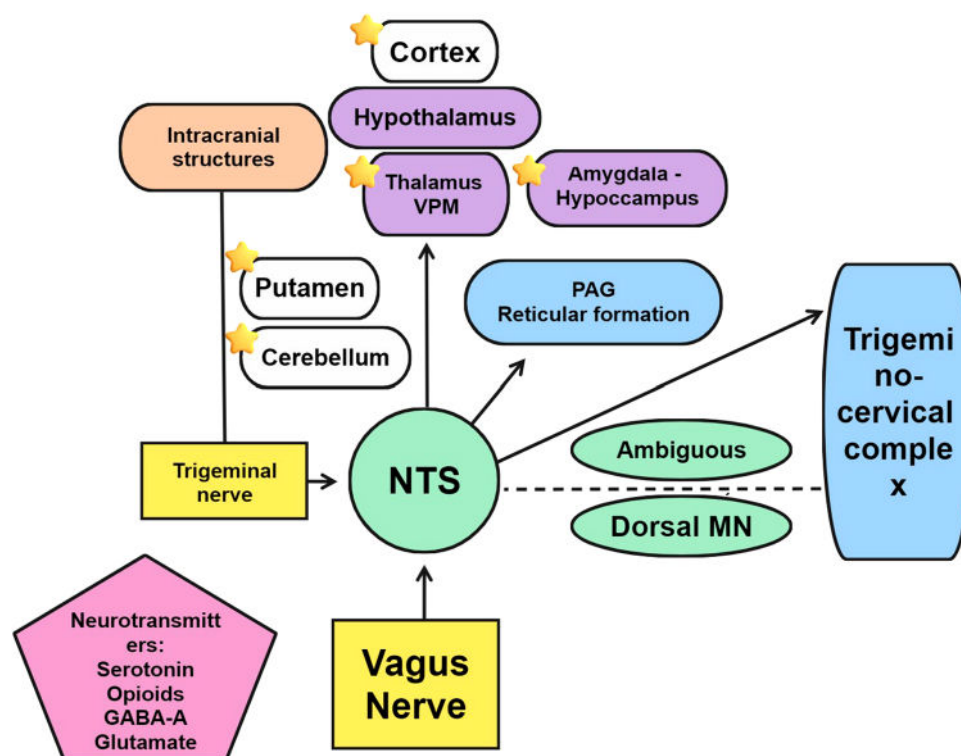 Cortex
Hypothalamus
Intracranial
structures
Thalamus
VPM
Amygdala -
Hypoccampus
Putamen
Cerebellum
PAG
Reticular formation
Trigemi
no-
cervical
comple
x
Trigeminal
nerve
NTS
Ambiguous
Dorsal MN
Neurotransmitt
ers:
Serotonin
Opioids
GABA-A
Glutamate
Vagus
Nerve